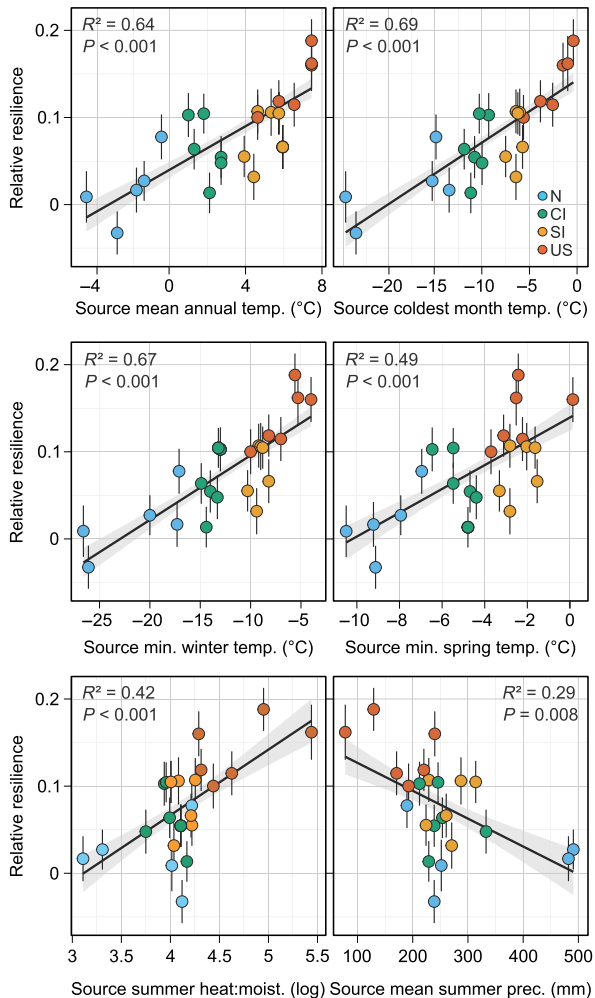 R² = 0.64
P < 0.001
R² = 0.69
P < 0.001
Relative resilience
0.2
0.1
0
N
CI
SI
US
−4 0 4 8
−20 −15 −10 −5 0
Source mean annual temp. (°C)
Source coldest month temp. (°C)
R² = 0.67
P < 0.001
R² = 0.49
P < 0.001
Relative resilience
0.2
0.1
0
−25 −20 −15 −10 −5
−10 −8 −6 −4 −2 0
Source min. winter temp. (°C)
Source min. spring temp. (°C)
R² = 0.42
P < 0.001
R² = 0.29
P = 0.008
Relative resilience
0.2
0.1
0
3 3.5 4 4.5 5 5.5
100 200 300 400 500
Source summer heat:moist. (log)
Source mean summer prec. (mm)